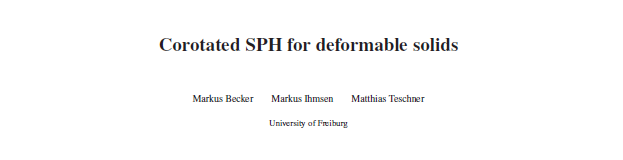 Corotated SPH for deformable solids
Markus Becker Markus Ihmsen Matthias Teschner
University of Freiburg